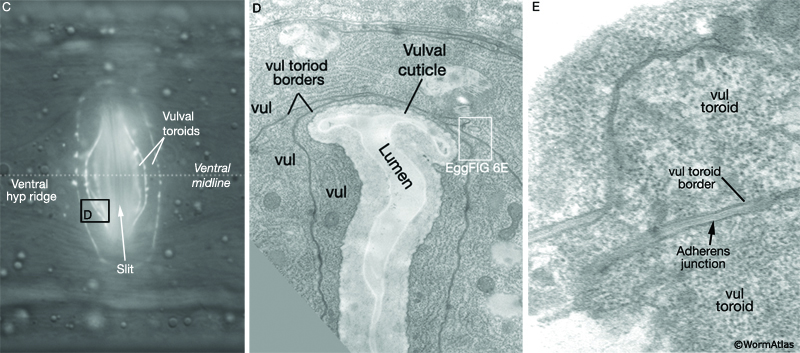 C
Vulval
toroids
Ventral
midline
Ventral
hyp ridge
D
Slit
D
vul toriod
borders
Vulval
cuticle
vul
vul
vul
Lumen
EggFIG 6E
E
vul
toroid
vul toroid
border
Adherens
junction
vul
toroid
©WormAtlas